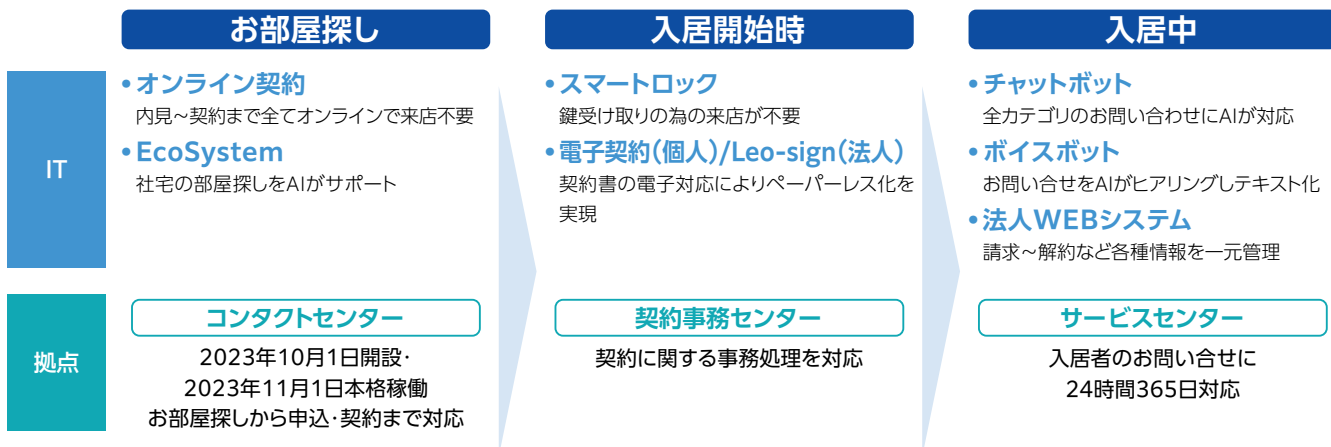 お部屋探し
入居開始時
入居中
IT
•オンライン契約
内見～契約まで全てオンラインで来店不要
•EcoSystem
社宅の部屋探しをAIがサポート
•スマートロック
鍵受け取りの為の来店が不要
•電子契約(個人)/Leo-sign(法人)
契約書の電子対応によりペーパーレス化を
実現
•チャットボット
全カテゴリのお問い合わせにAIが対応
•ボイスボット
お問い合せをAIがヒアリングしテキスト化
•法人WEBシステム
請求～解約など各種情報を一元管理
拠点
コンタクトセンター
2023年10月1日開設・
2023年11月1日本格稼働
お部屋探しから申込・契約まで対応
契約事務センター
契約に関する事務処理を対応
サービスセンター
入居者のお問い合せに
24時間365日対応